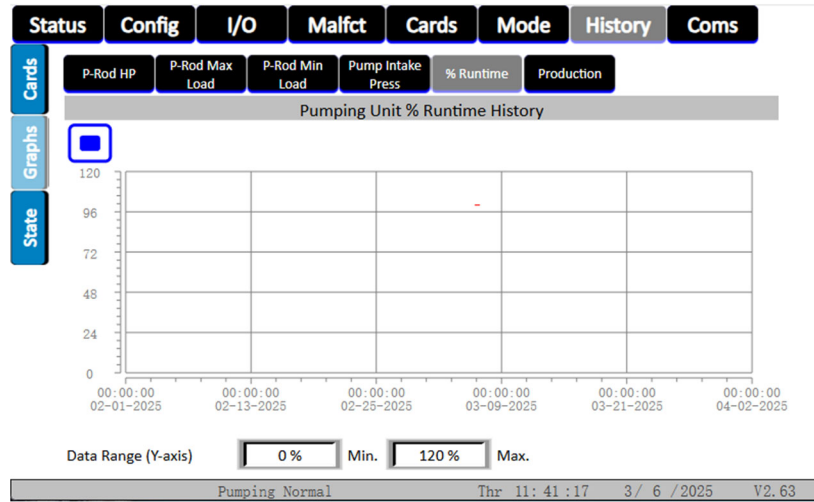 Status Config I/O Malfct Cards Mode History Coms
Cards
Graphs
State
P-Rod HP
P-Rod Max
Load
P-Rod Min
Load
Pump Intake
Press
% Runtime
Production
Pumping Unit % Runtime History
120
96
72
48
24
0
00:00:00 00:00:00 00:00:00 00:00:00 00:00:00 00:00:00
02-01-2025 02-13-2025 02-25-2025 03-09-2025 03-21-2025 04-02-2025
Data Range (Y-axis) 0 % Min. 120 % Max.
Pumping Normal Thr 11:41:17 3/ 6 /2025 V2.63